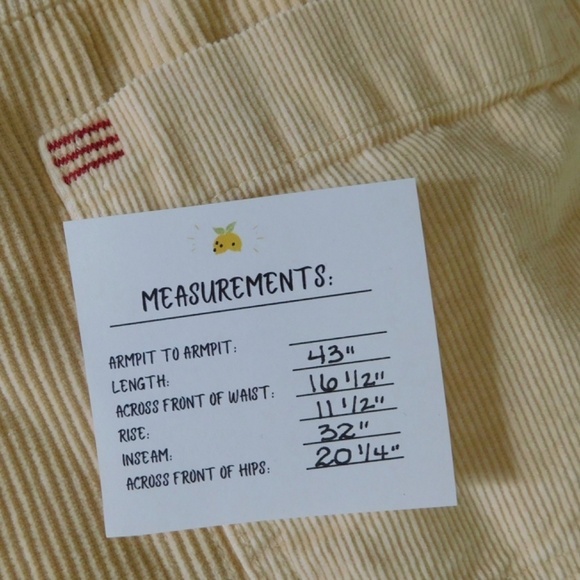 MEASUREMENTS:
ARMPIT TO ARMPIT:
LENGTH: 43"
ACROSS FRONT OF WAIST: 16 1/2"
RISE: 11 1/2"
INSEAM: 32"
ACROSS FRONT OF HIPS: 20 1/4"